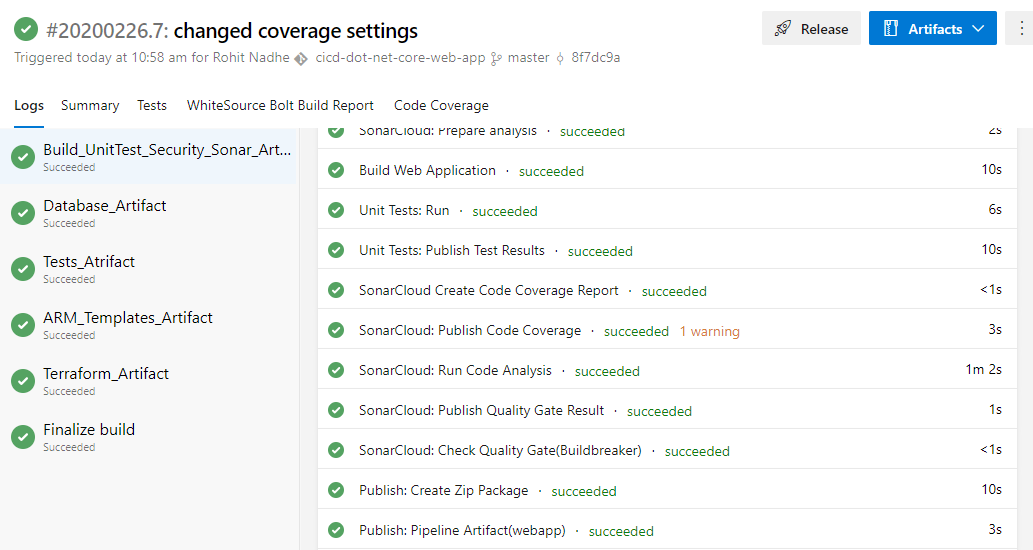 #20200226.7: changed coverage settings
Release
Artifacts
Triggered today at 10:58 am for Rohit Nadhe cicd-dot-net-core-web-app master 8f7dc9a
Logs Summary Tests WhiteSource Bolt Build Report Code Coverage
Build_UnitTest_Security_Sonar_Art...
Succeeded
Database_Artifact
Succeeded
Tests_Atrifact
Succeeded
ARM_Templates_Artifact
Succeeded
Terraform_Artifact
Succeeded
Finalize build
Succeeded
SonarCloud: Prepare analysis · succeeded 2s
Build Web Application · succeeded 10s
Unit Tests: Run · succeeded 6s
Unit Tests: Publish Test Results · succeeded 10s
SonarCloud Create Code Coverage Report · succeeded <1s
SonarCloud: Publish Code Coverage · succeeded 1 warning 3s
SonarCloud: Run Code Analysis · succeeded 1m 2s
SonarCloud: Publish Quality Gate Result · succeeded 1s
SonarCloud: Check Quality Gate(Buildbreaker) · succeeded <1s
Publish: Create Zip Package · succeeded 10s
Publish: Pipeline Artifact(webapp) · succeeded 3s